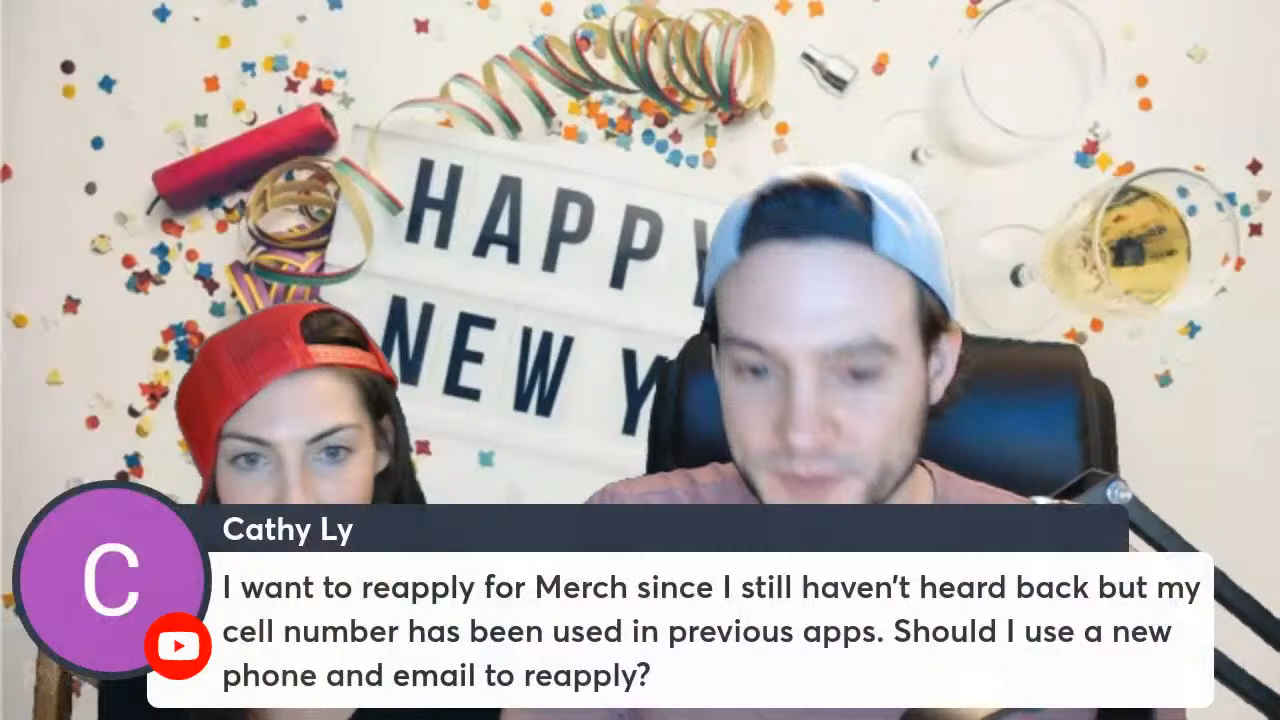 HAPPY
NEW Y
Cathy Ly
C
I want to reapply for Merch since I still haven't heard back but my
cell number has been used in previous apps. Should I use a new
phone and email to reapply?